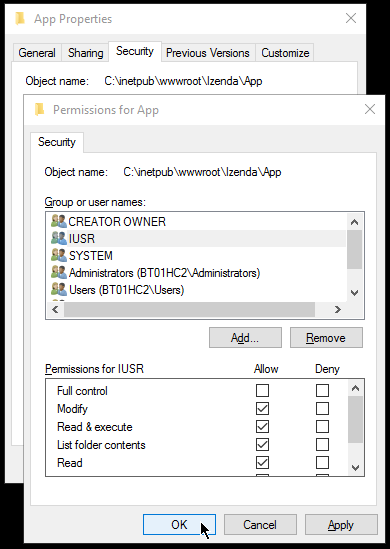 App Properties
General Sharing Security Previous Versions Customize
Object name: C:\inetpub\wwwroot\Izenda\App
Permissions for App
Security
Object name: C:\inetpub\wwwroot\Izenda\App
Group or user names:
CREATOR OWNER
IUSR
SYSTEM
Administrators (BT01HC2\Administrators)
Users (BT01HC2\Users)
Add... Remove
Permissions for IUSR Allow Deny
Full control
Modify
Read & execute
List folder contents
Read
OK Cancel Apply